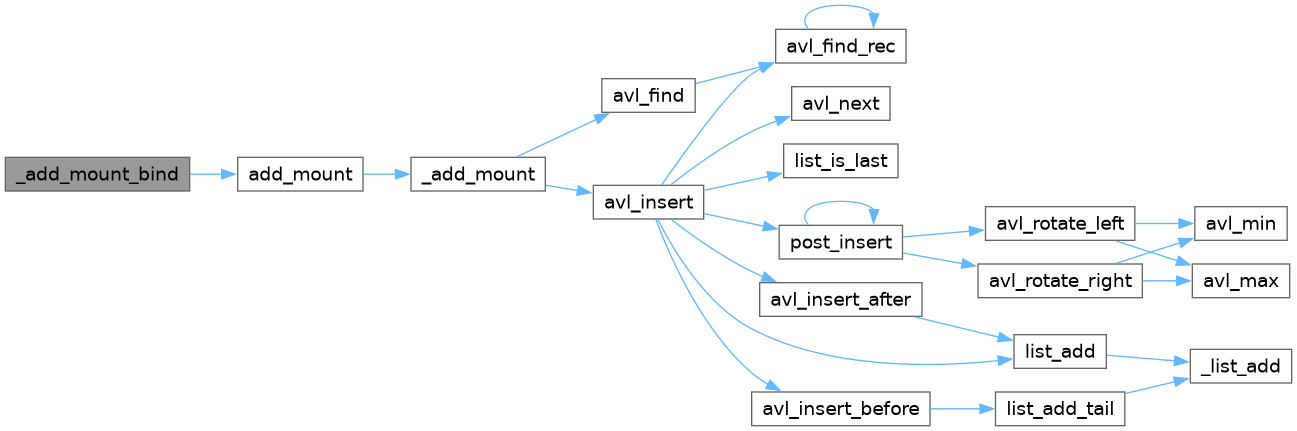 _add_mount_bind
add_mount
_add_mount
avl_find
avl_insert
avl_find_rec
avl_next
list_is_last
post_insert
avl_insert_after
avl_insert_before
avl_rotate_left
avl_rotate_right
list_add
list_add_tail
avl_min
avl_max
_list_add